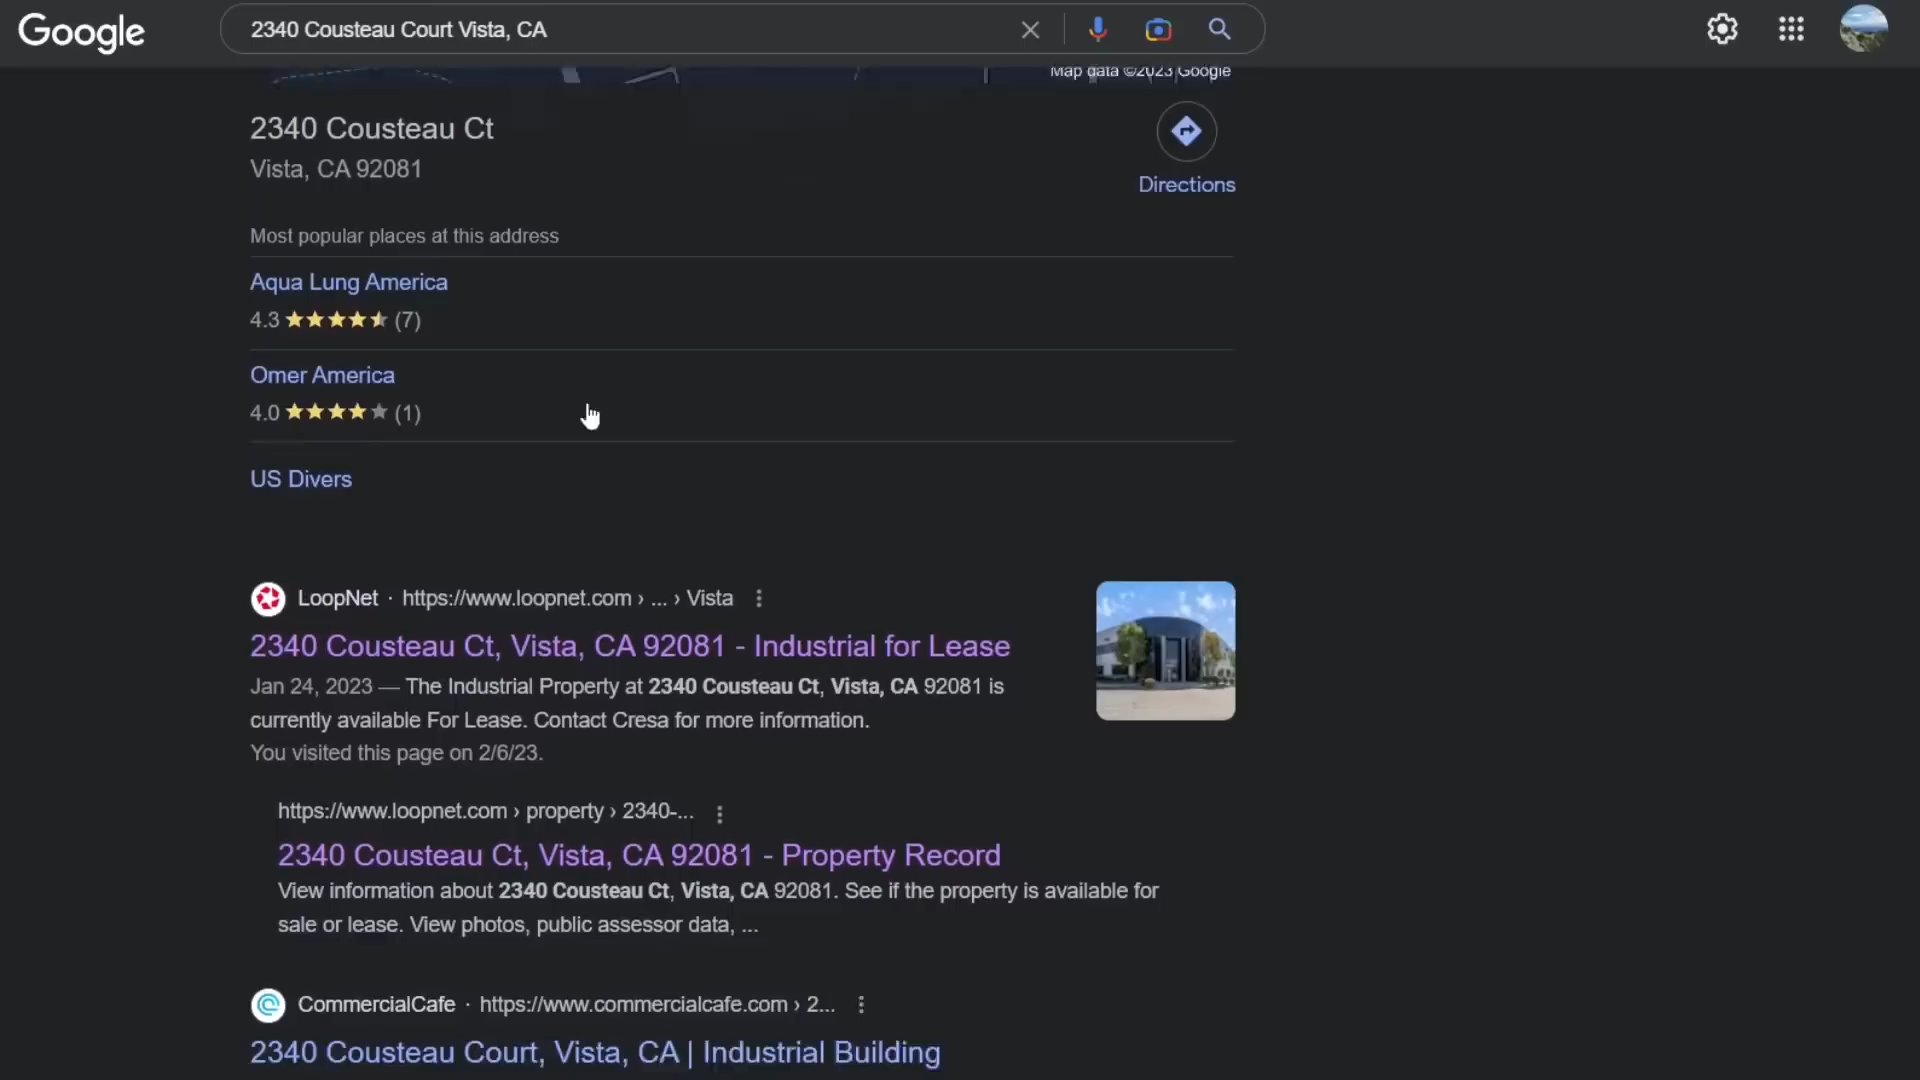 Google
2340 Cousteau Court Vista, CA
Map data ©2023 Google
2340 Cousteau Ct
Vista, CA 92081
Directions
Most popular places at this address
Aqua Lung America
4.3 (7)
Omer America
4.0 (1)
US Divers
LoopNet · https://www.loopnet.com › ... › Vista
2340 Cousteau Ct, Vista, CA 92081 - Industrial for Lease
Jan 24, 2023 — The Industrial Property at 2340 Cousteau Ct, Vista, CA 92081 is
currently available For Lease. Contact Cresa for more information.
You visited this page on 2/6/23.
https://www.loopnet.com › property › 2340-...
2340 Cousteau Ct, Vista, CA 92081 - Property Record
View information about 2340 Cousteau Ct, Vista, CA 92081. See if the property is available for
sale or lease. View photos, public assessor data, ...
CommercialCafe · https://www.commercialcafe.com › 2...
2340 Cousteau Court, Vista, CA | Industrial Building